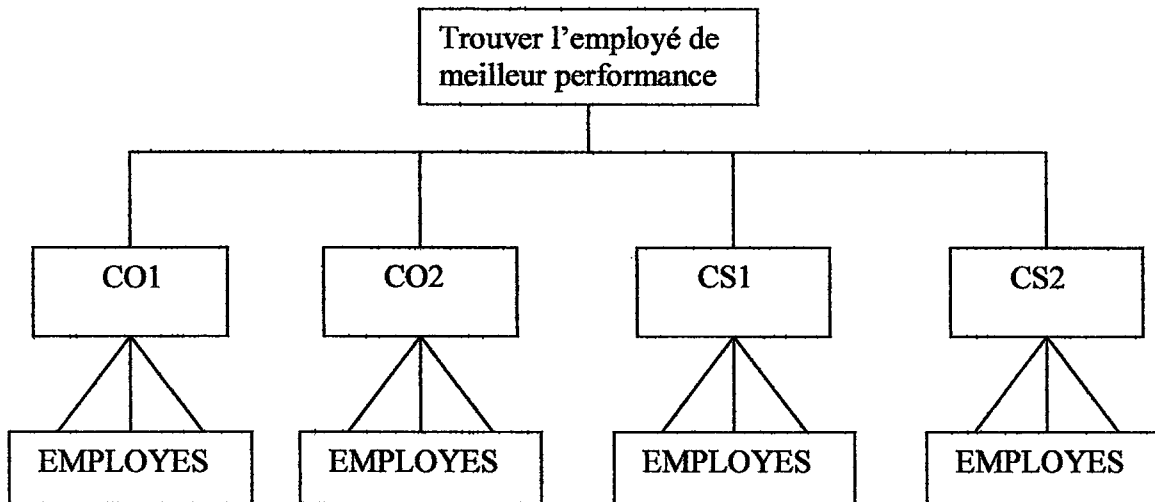 Trouver l'employé de
meilleur performance
CO1
CO2
CS1
CS2
EMPLOYES
EMPLOYES
EMPLOYES
EMPLOYES